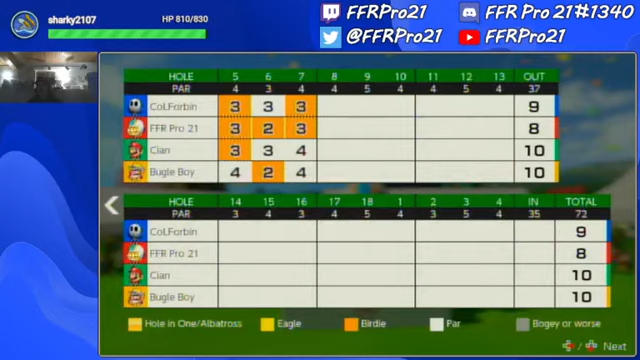 sharky2107
HP 810/830
FFRPro21
FFR Pro 21#1340
@FFRPro21
FFRPro21
HOLE 5 6 7 8 9 10 11 12 13 OUT
PAR 4 3 4 4 5 4 4 5 4 37
Col.Forbin 3 3 3 9
FFR Pro 21 3 2 3 8
Cian 3 3 4 10
Bugle Boy 4 2 4 10
HOLE 14 15 16 17 18 1 2 3 4 IN TOTAL
PAR 3 4 3 4 5 4 3 5 4 35 72
Col.Forbin 9
FFR Pro 21 8
Cian 10
Bugle Boy 10
Hole in One/Albatross Eagle Birdie Par Bogey or worse
/ Next